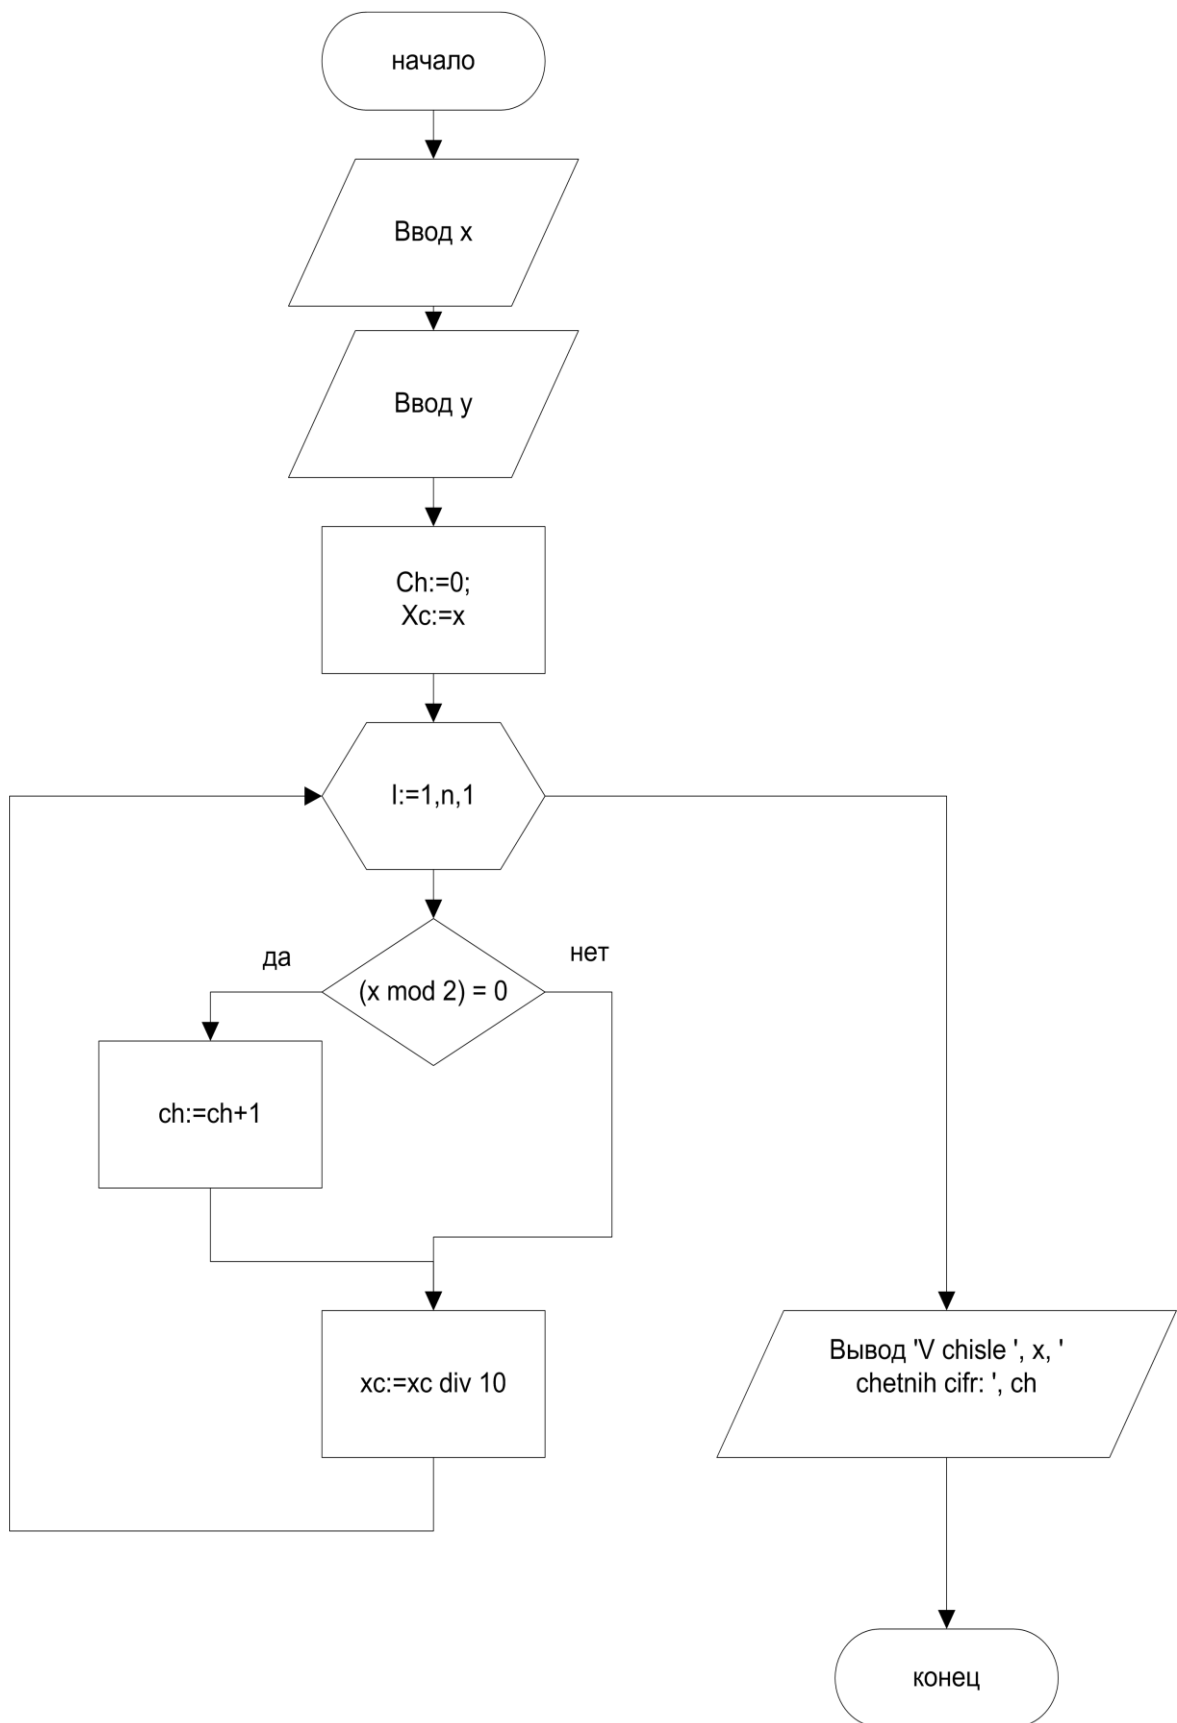 начало
Ввод x
Ввод y
Ch:=0;
Xc:=x
I:=1,n,1
да
нет
(x mod 2) = 0
ch:=ch+1
xc:=xc div 10
Вывод 'V chisle ', x, '
chetnih cifr: ', ch
конец